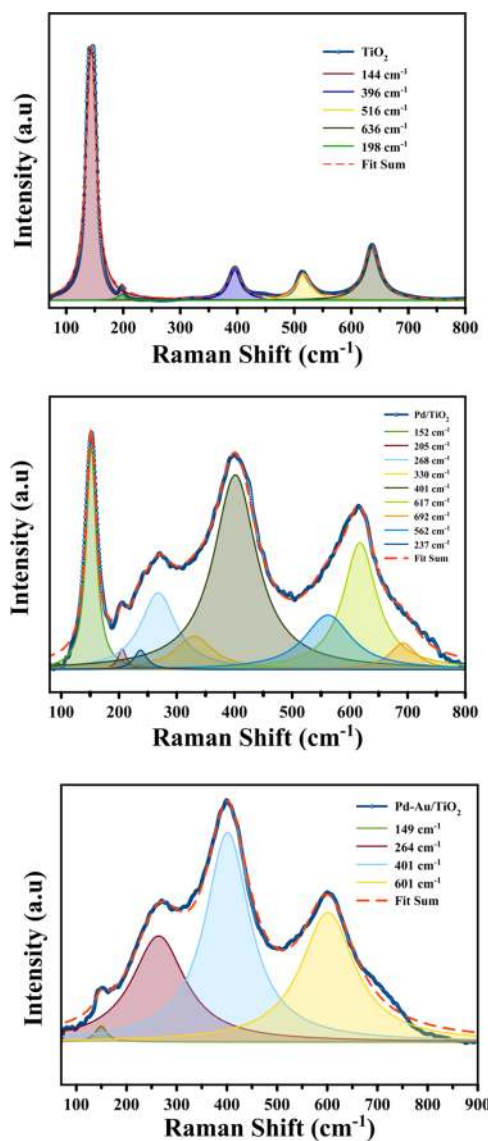 Intensity (a.u)
TiO₂
144 cm⁻¹
396 cm⁻¹
516 cm⁻¹
636 cm⁻¹
198 cm⁻¹
Fit Sum
100 200 300 400 500 600 700 800
Raman Shift (cm⁻¹)
Intensity (a.u)
Pd/TiO₂
152 cm⁻¹
205 cm⁻¹
268 cm⁻¹
330 cm⁻¹
401 cm⁻¹
617 cm⁻¹
692 cm⁻¹
562 cm⁻¹
237 cm⁻¹
Fit Sum
100 200 300 400 500 600 700 800
Raman Shift (cm⁻¹)
Intensity (a.u)
Pd-Au/TiO₂
149 cm⁻¹
264 cm⁻¹
401 cm⁻¹
601 cm⁻¹
Fit Sum
100 200 300 400 500 600 700 800 900
Raman Shift (cm⁻¹)